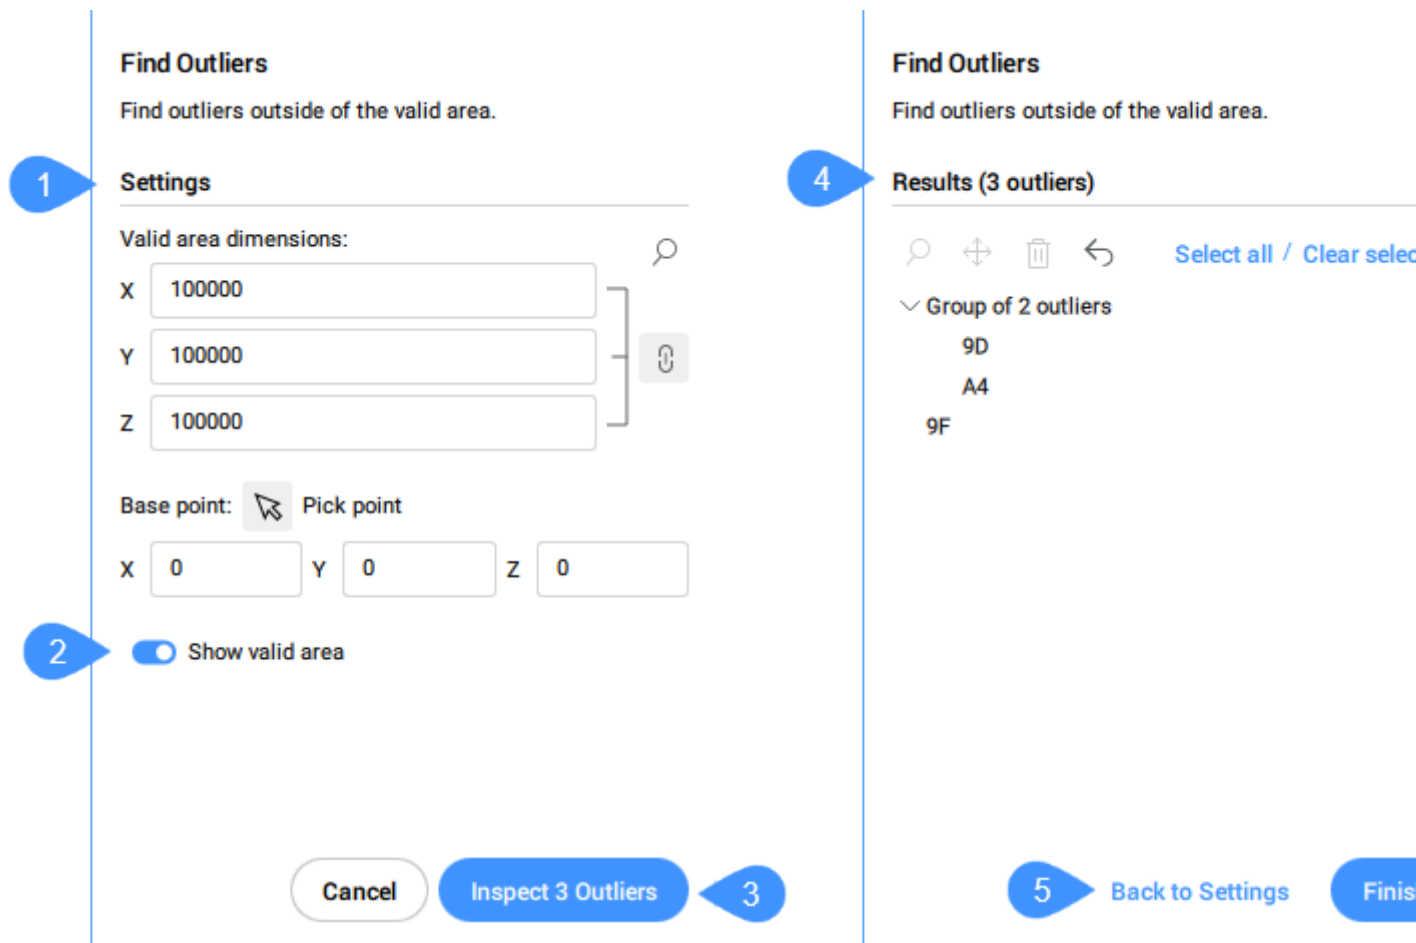 Find Outliers
Find outliers outside of the valid area.
1
Settings
Valid area dimensions:
X 100000
Y 100000
Z 100000
Base point: Pick point
X 0 Y 0 Z 0
2
Show valid area
Cancel
Inspect 3 Outliers
3
Find Outliers
Find outliers outside of the valid area.
4
Results (3 outliers)
Select all / Clear selec
Group of 2 outliers
9D
A4
9F
5
Back to Settings
Finis